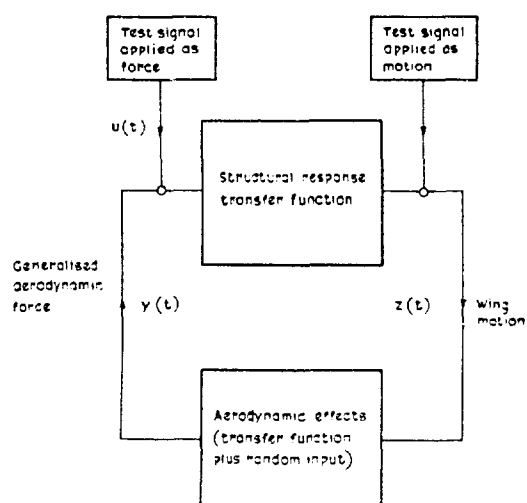 Test signal
applied as
force
Test signal
applied as
motion
u(t)
Structural response
transfer function
Generalised
aerodynamic
force
y(t)
z(t)
Wing
motion
Aerodynamic effects
(transfer function
plus random input)